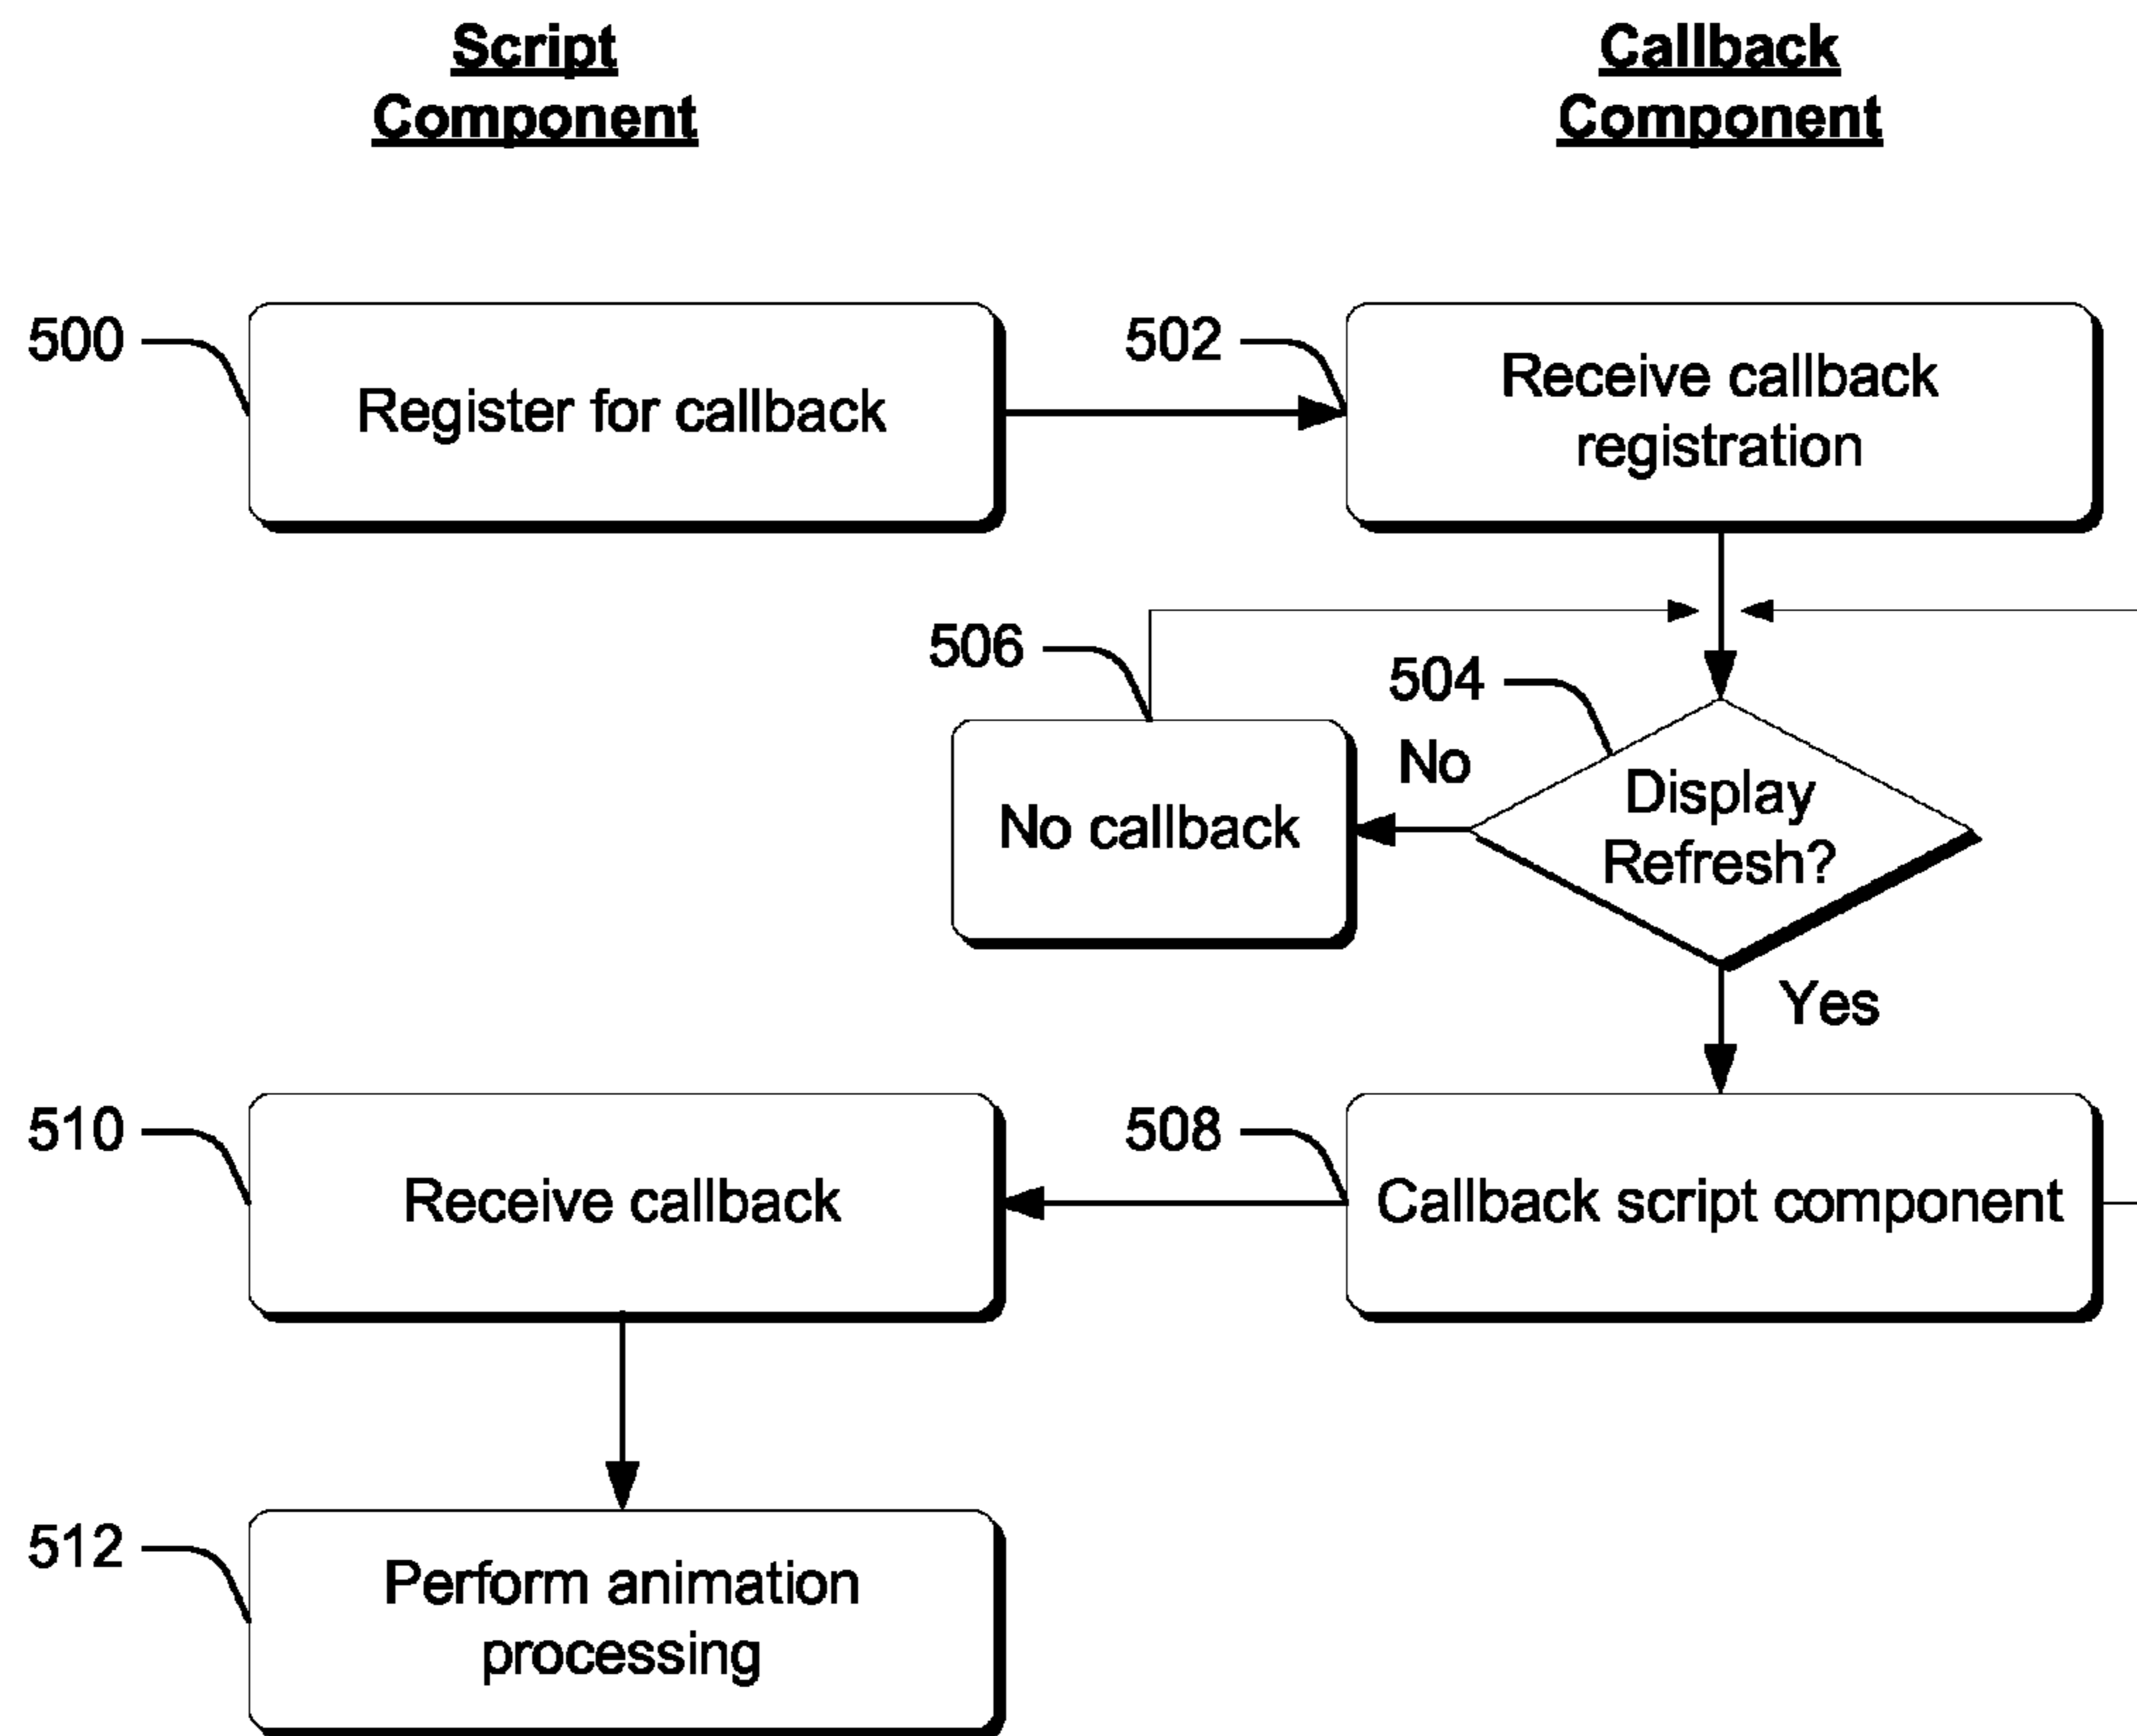 Script
Component
Callback
Component
500
Register for callback
502
Receive callback
registration
506
504
No
No callback
Display
Refresh?
Yes
510
Receive callback
508
Callback script component
512
Perform animation
processing